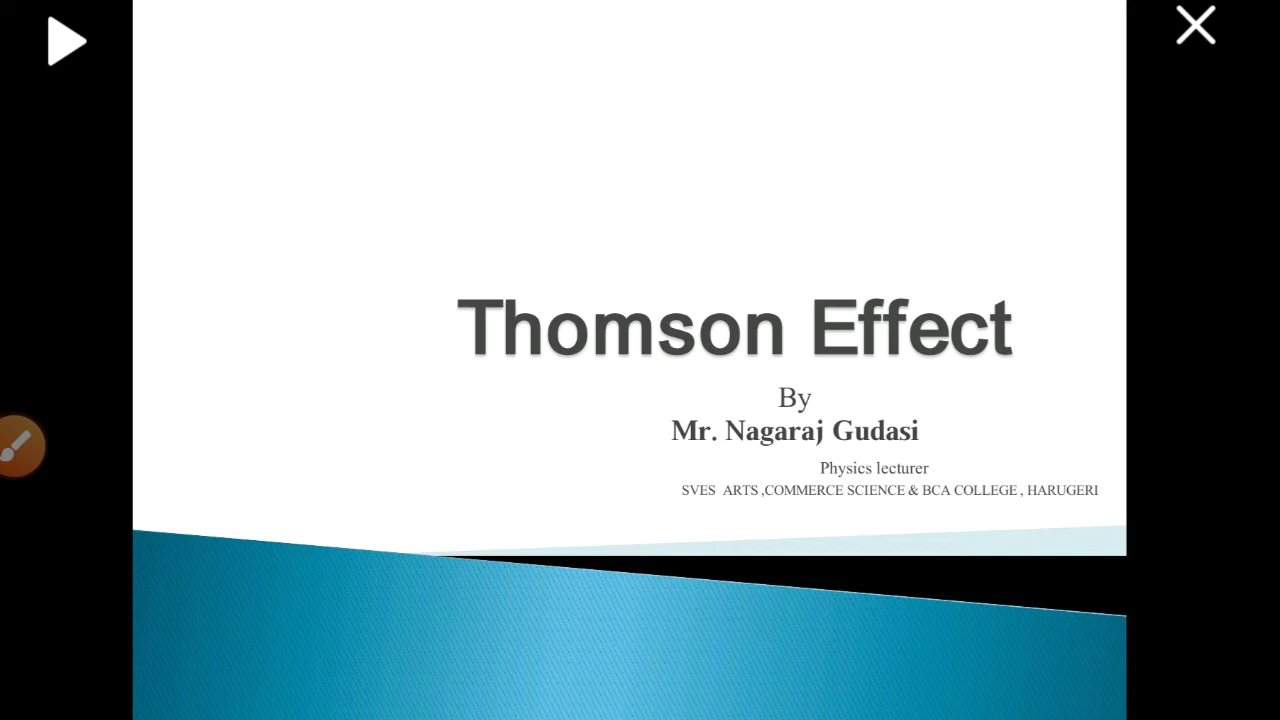 Thomson Effect
By
Mr. Nagaraj Gudasi
Physics lecturer
SVES ARTS ,COMMERCE SCIENCE & BCA COLLEGE , HARUGERI